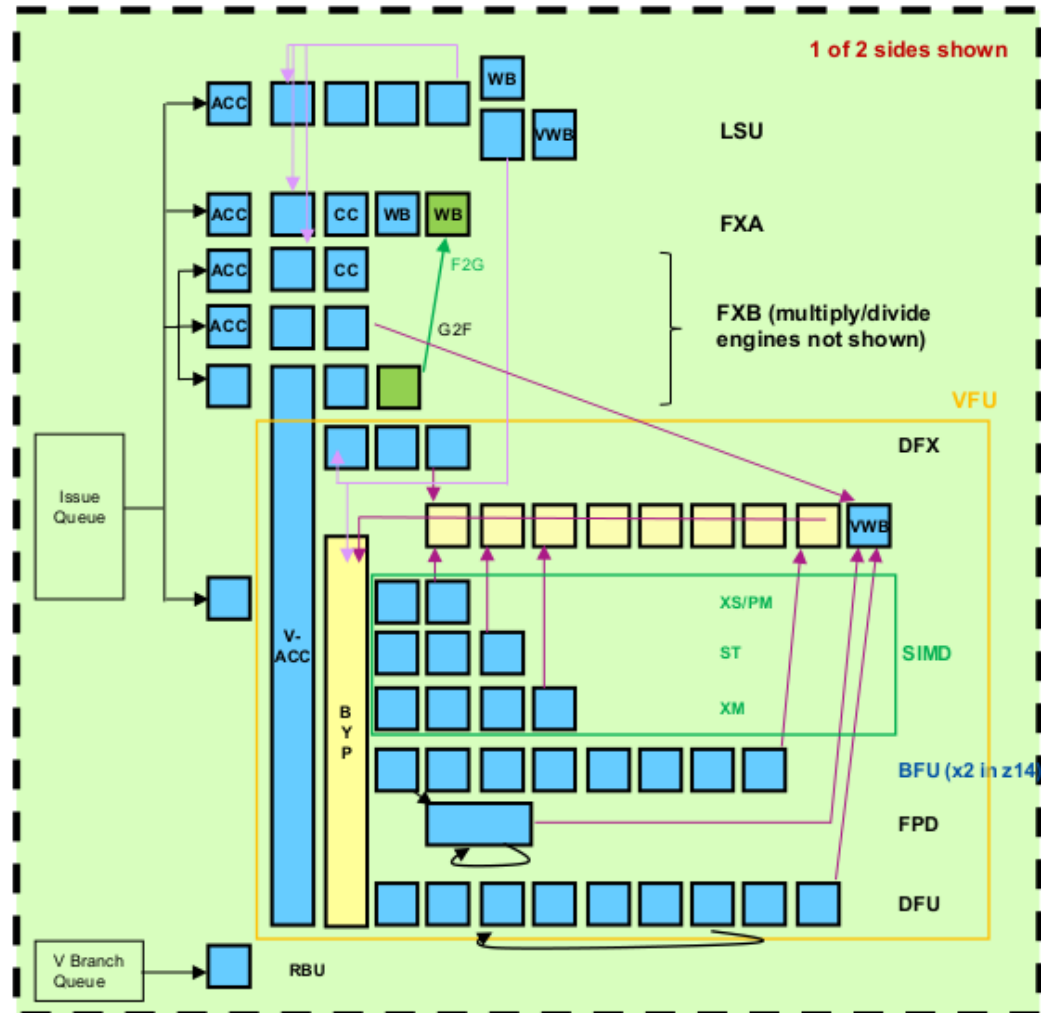 1 of 2 sides shown
WB
ACC
VWB
LSU
ACC
CC
WB
WB
FXA
ACC
CC
F2G
ACC
G2F
FXB (multiply/divide
engines not shown)
VFU
DFX
Issue
Queue
VWB
XS/PM
V-
ACC
ST
SIMD
B
Y
P
XM
BFU (x2 in z14)
FPD
DFU
V Branch
Queue
RBU